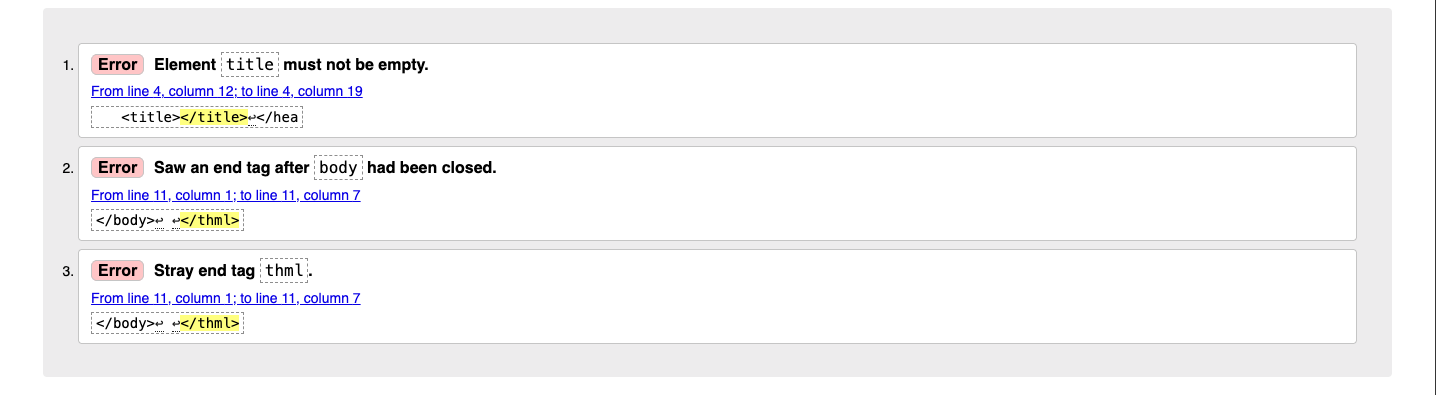 1. Error Element title must not be empty.
From line 4, column 12; to line 4, column 19
<title></title>↩</hea
2. Error Saw an end tag after body had been closed.
From line 11, column 1; to line 11, column 7
</body>↩ ↩</thml>
3. Error Stray end tag thml.
From line 11, column 1; to line 11, column 7
</body>↩ ↩</thml>